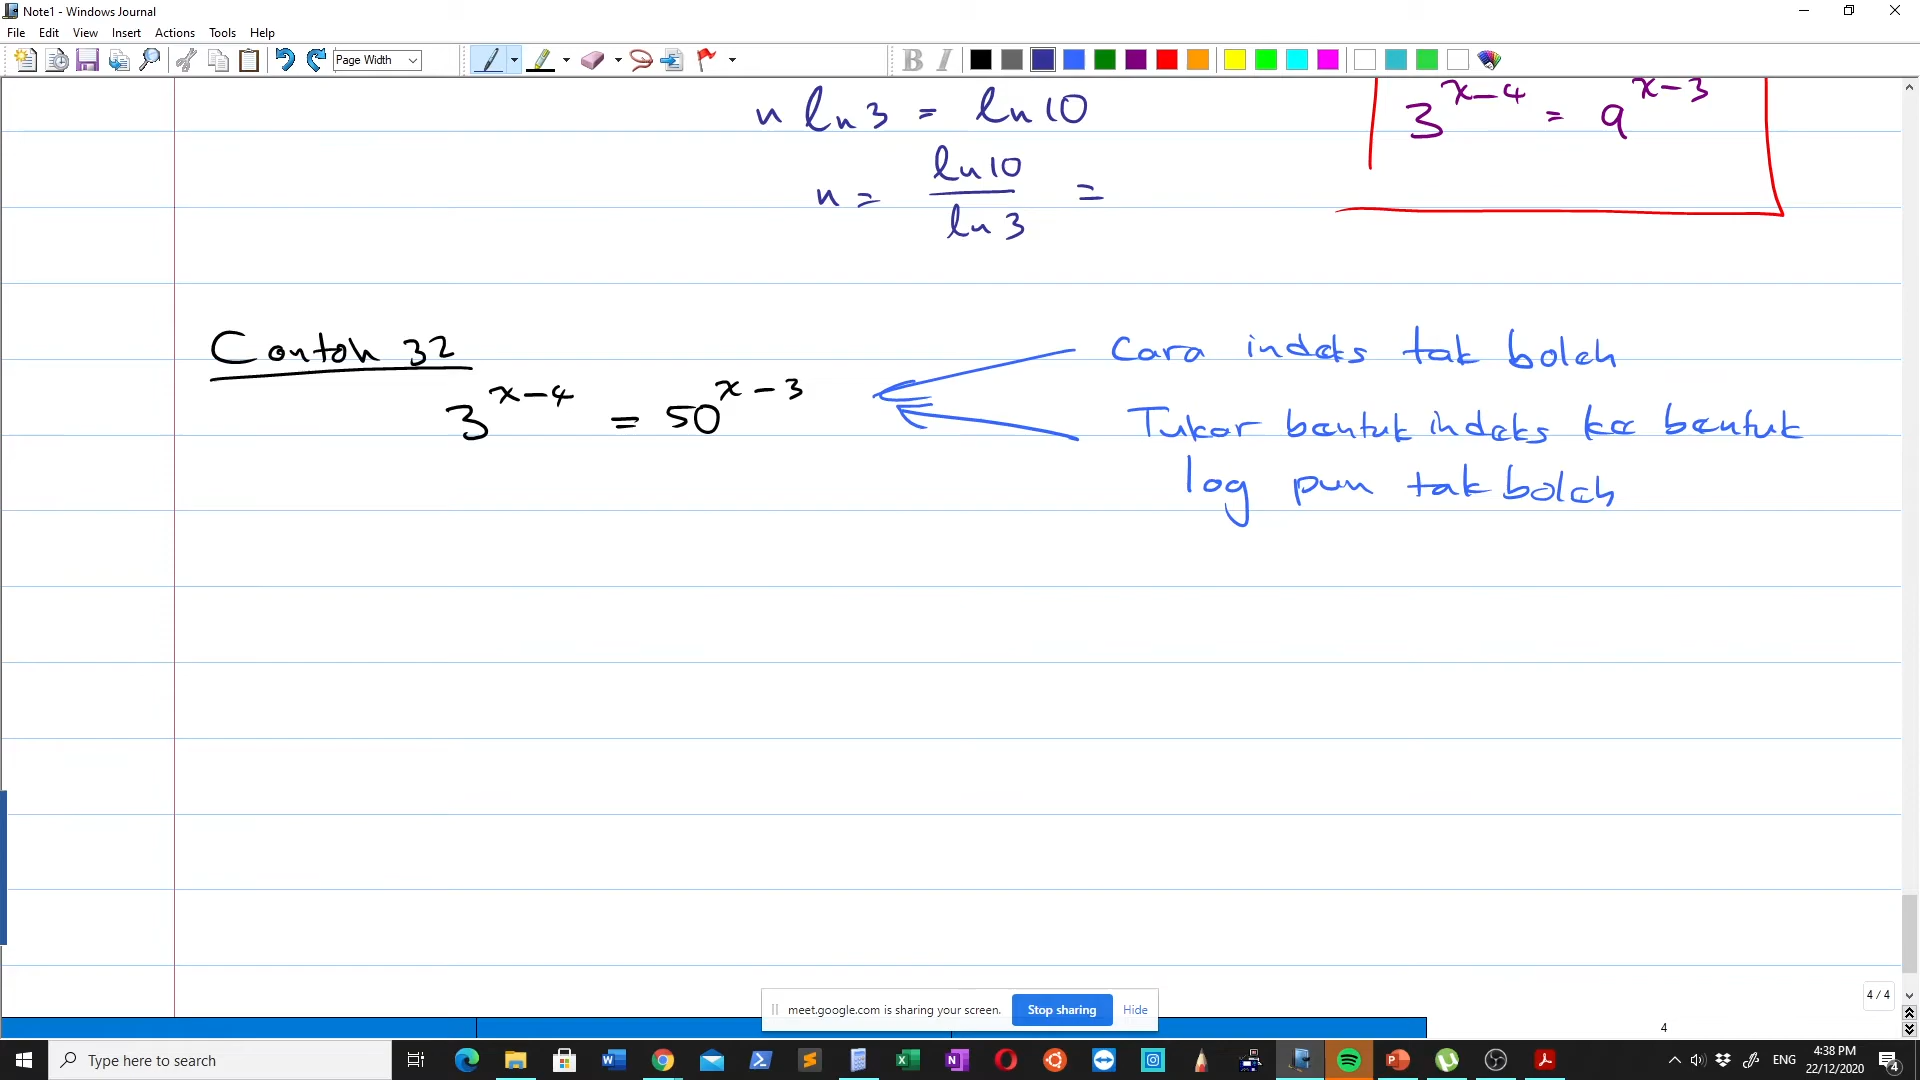 Note1 - Windows Journal
File Edit View Insert Actions Tools Help
Page Width
B I
n ln 3 = ln 10
n = ln 10 / ln 3 =
3^{x-4} = 9^{x-3}
Contoh 32
3^{x-4} = 50^{x-3}
Cara indeks tak boleh
Tukar bentuk indeks ke bentuk
log pun tak boleh
4 / 4
meet.google.com is sharing your screen. Stop sharing Hide
4
Type here to search
ENG
4:38 PM
22/12/2020
4